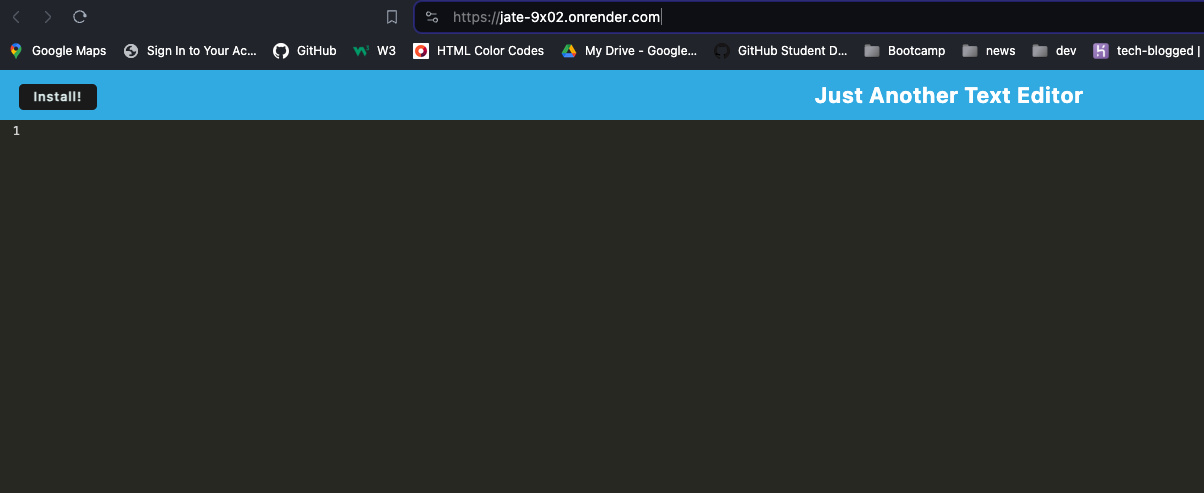 https://jate-9x02.onrender.com
Google Maps Sign In to Your Ac... GitHub W3 HTML Color Codes My Drive - Google... GitHub Student D... Bootcamp news dev tech-blogged |
Install! Just Another Text Editor
1